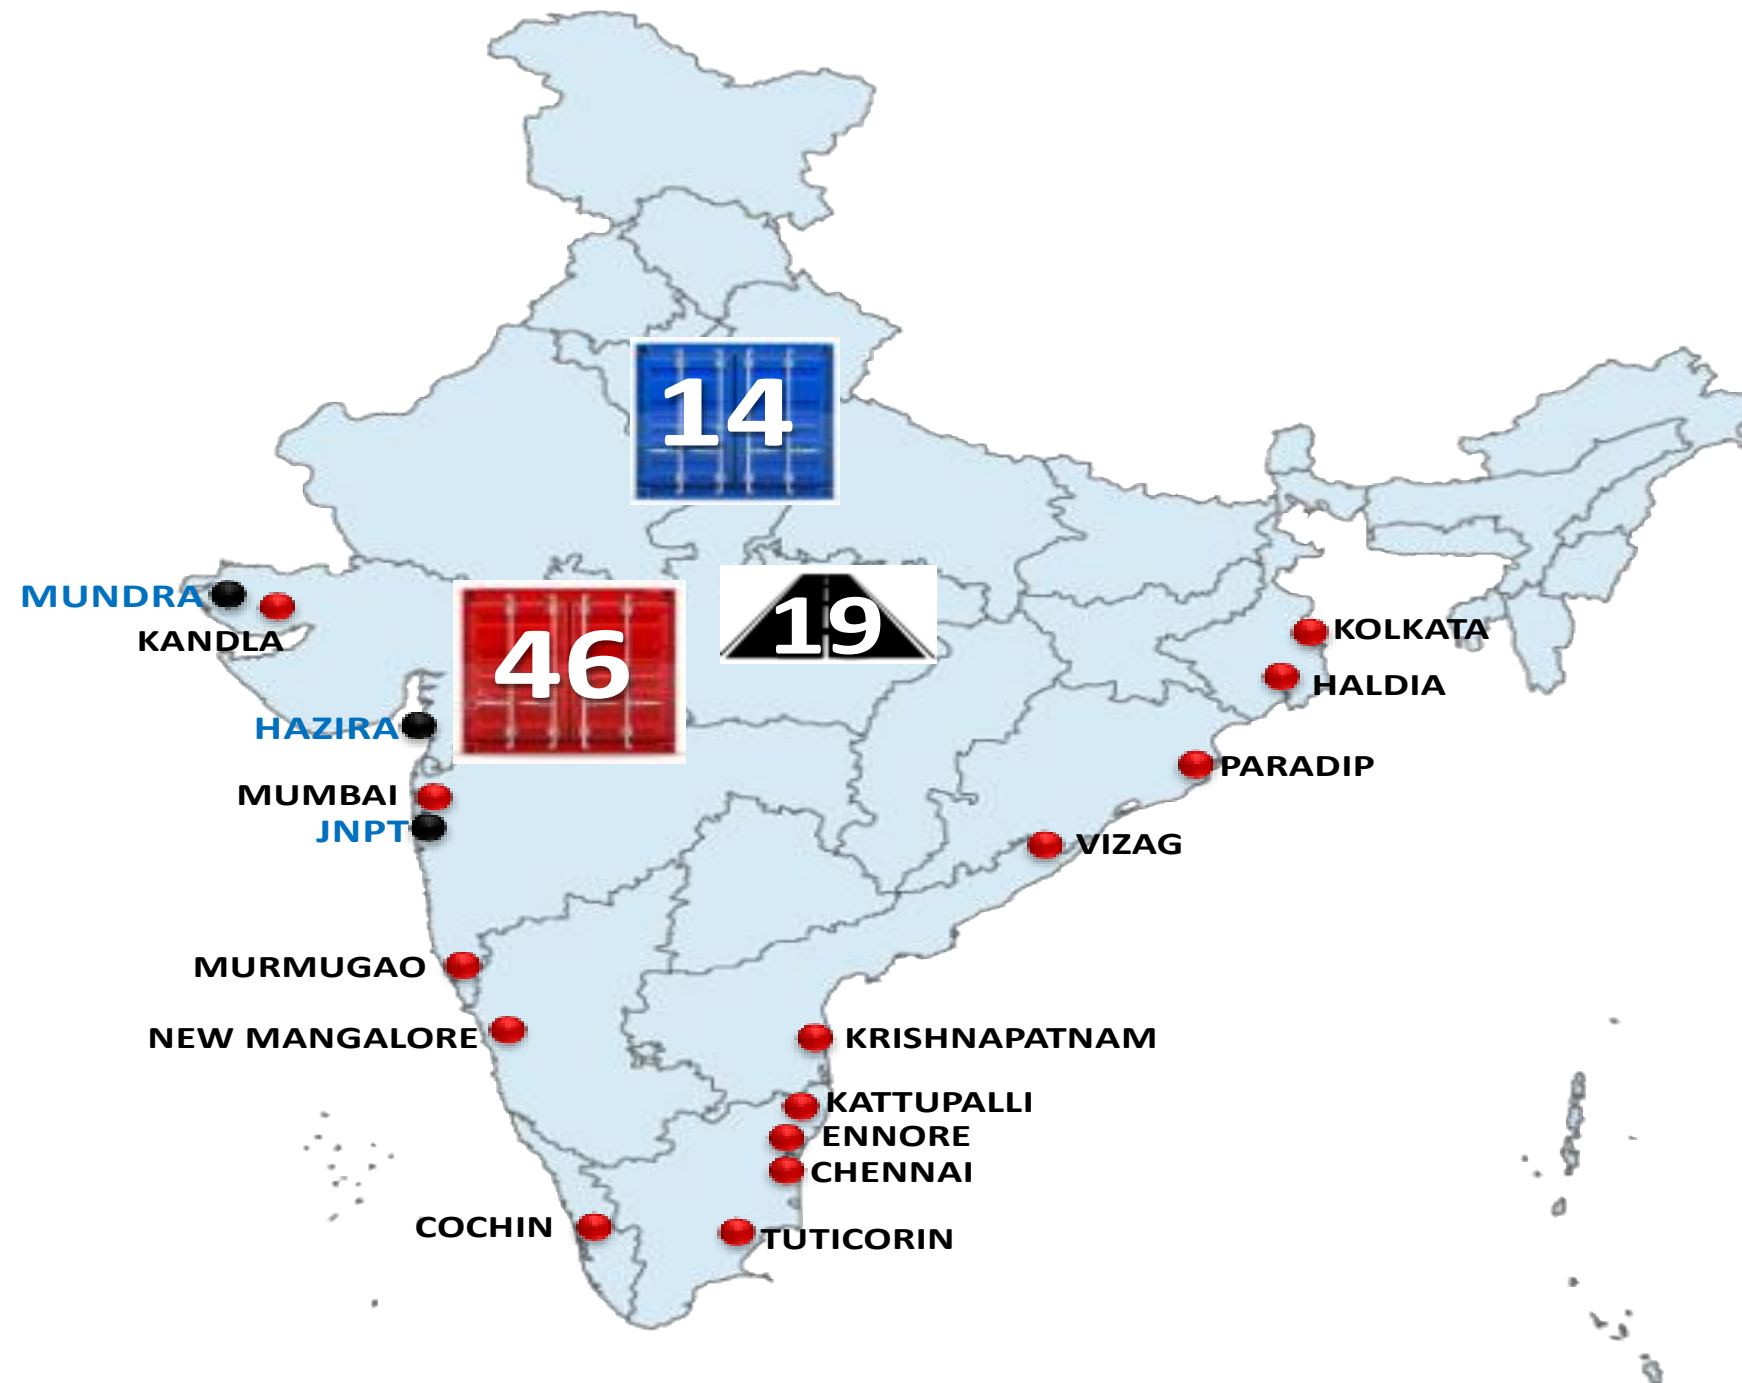 14
MUNDRA
19
46
KANDLA
KOLKATA
HALDIA
HAZIRA
PARADIP
MUMBAI
JNPT
VIZAG
MURMUGAO
NEW MANGALORE
KRISHNAPATNAM
KATTUPALLI
ENNORE
CHENNAI
COCHIN
TUTICORIN